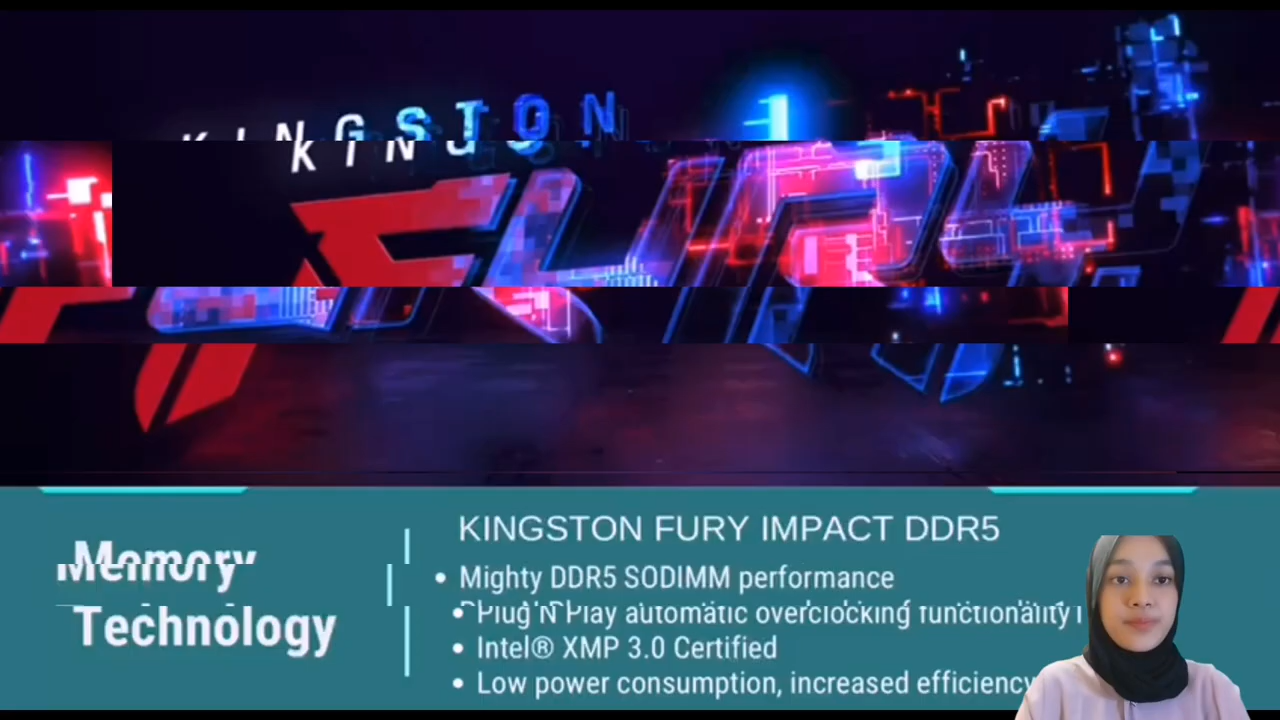 KINGSTON
FURY
Memory
Technology
KINGSTON FURY IMPACT DDR5
• Mighty DDR5 SODIMM performance
• Plug N Play automatic overclocking functionality
• Intel® XMP 3.0 Certified
• Low power consumption, increased efficiency